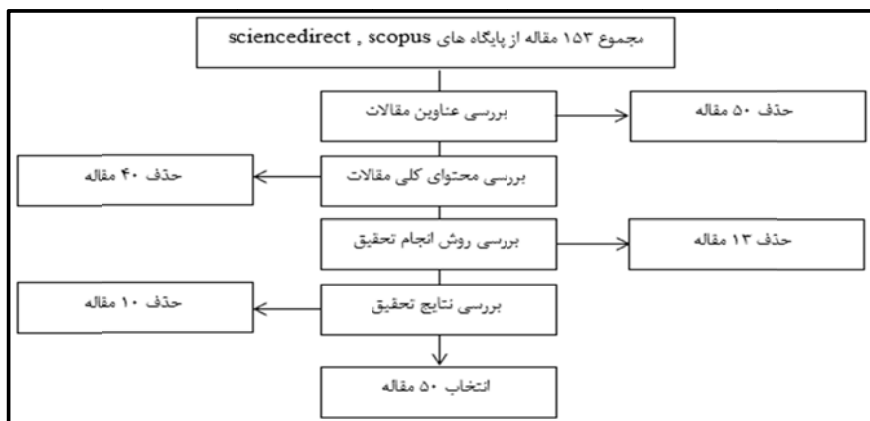 مجموع ۱۵۳ مقاله از پایگاه های sciencedirect , scopus
بررسی عناوین مقالات
حذف ۵۰ مقاله
بررسی محتوای کلی مقالات
حذف ۴۰ مقاله
بررسی روش انجام تحقیق
حذف ۱۳ مقاله
بررسی نتایج تحقیق
حذف ۱۰ مقاله
انتخاب ۵۰ مقاله